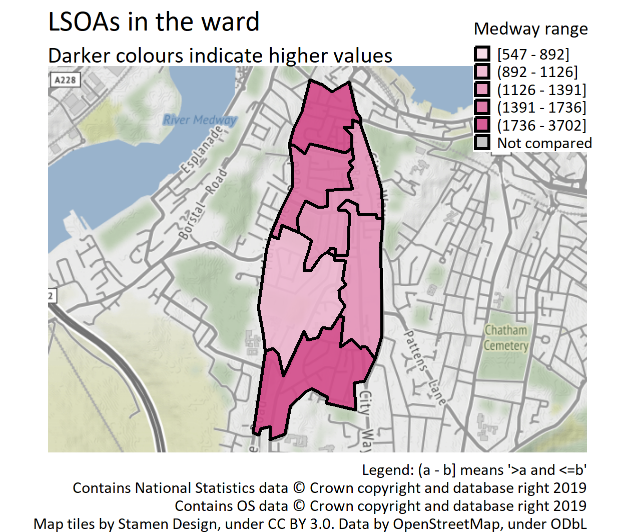 LSOAs in the ward
Darker colours indicate higher values
Medway range
[547 - 892]
(892 - 1126]
(1126 - 1391]
(1391 - 1736]
(1736 - 3702]
Not compared
A228
River Medway
Esplanade
Borstal - Road
2
Chatham
Cemetery
Pattens - Lane
City - Way
Legend: (a - b] means '>a and <=b'
Contains National Statistics data © Crown copyright and database right 2019
Contains OS data © Crown copyright and database right 2019
Map tiles by Stamen Design, under CC BY 3.0. Data by OpenStreetMap, under ODbL